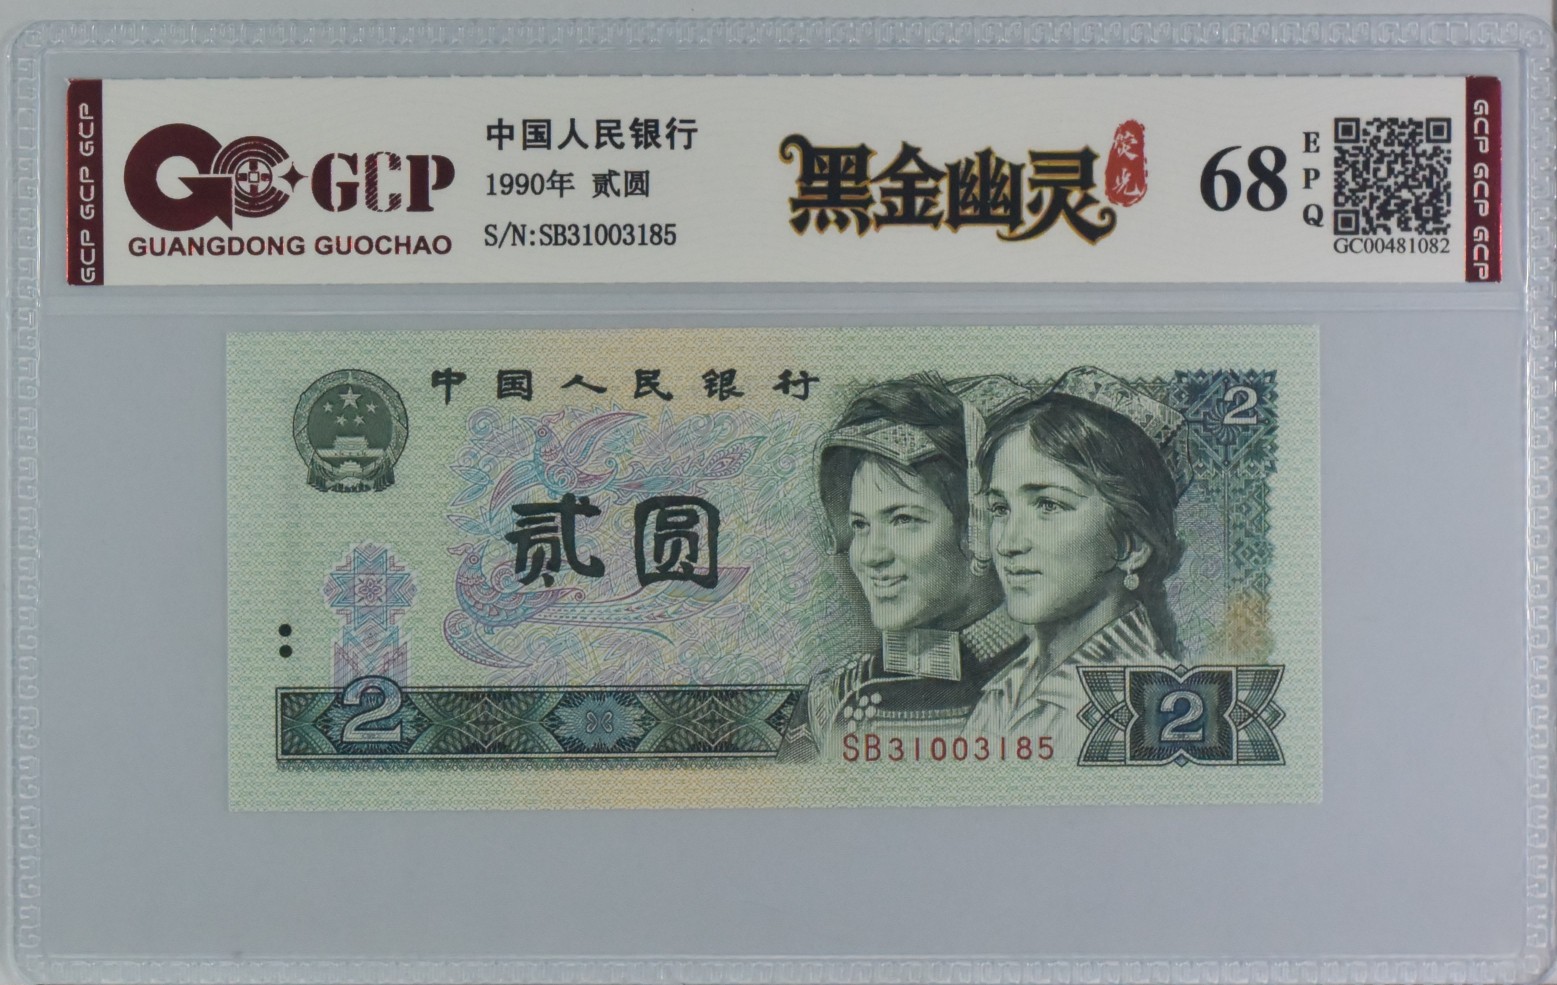 GCP GCP GCP
GCP
GUANGDONG GUOCHAO
中国人民银行
1990年 贰圆
S/N:SB31003185
黑金幽灵
荧光
68
EPQ
GC00481082
GCP GCP GCP
中国人民银行
2
贰圆
2
SB31003185
2